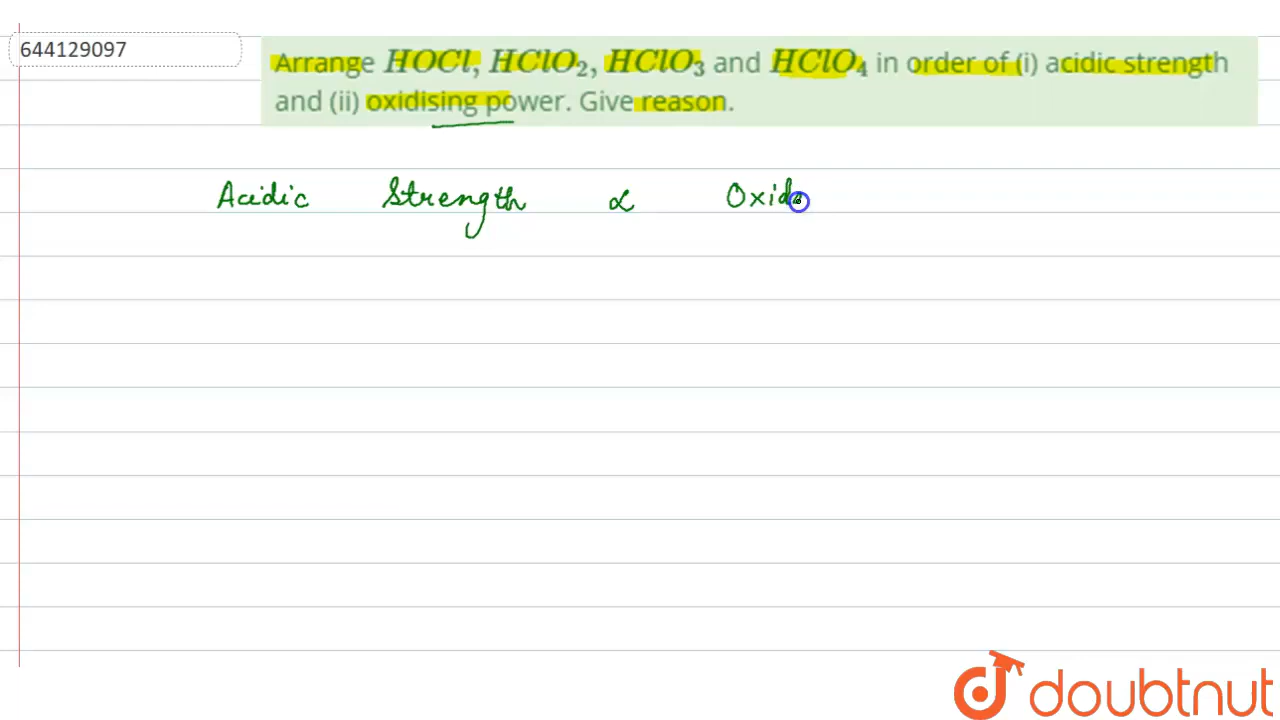 644129097
Arrange HOCl, HClO₂, HClO₃ and HClO₄ in order of (i) acidic strength
and (ii) oxidising power. Give reason.
Acidic Strength ∝ Oxida
doubtnut